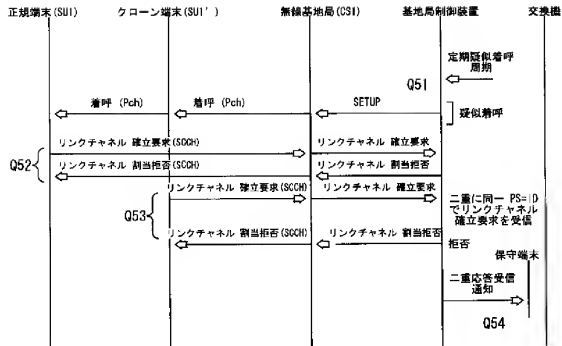 正規端末(SU1) クローン端末(SU1') 無線基地局(CS1) 基地局制御装置 交換機
定期疑似着呼
周期
Q51
着呼 (Pch) 着呼 (Pch) SETUP
疑似着呼
リンクチャネル 確立要求(SCCH) リンクチャネル 確立要求
Q52
リンクチャネル 割当拒否(SCCH) リンクチャネル 割当拒否
リンクチャネル 確立要求(SCCH) リンクチャネル 確立要求
二重に同一 PS=ID
でリンクチャネル
確立要求を受信
Q53
リンクチャネル 割当拒否(SCCH) リンクチャネル 割当拒否
拒否
保守端末
二重応答受信
通知
Q54